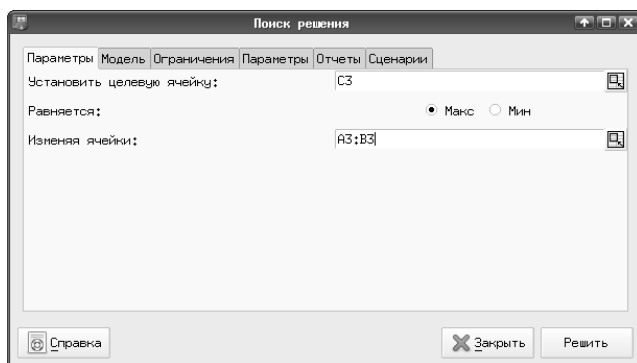 Поиск решения
Параметры Модель Ограничения Параметры Отчеты Сценарии
Установить целевую ячейку: C3
Равняется: Макс Мин
Изменяя ячейки: A3:B3
Справка Закрыть Решить